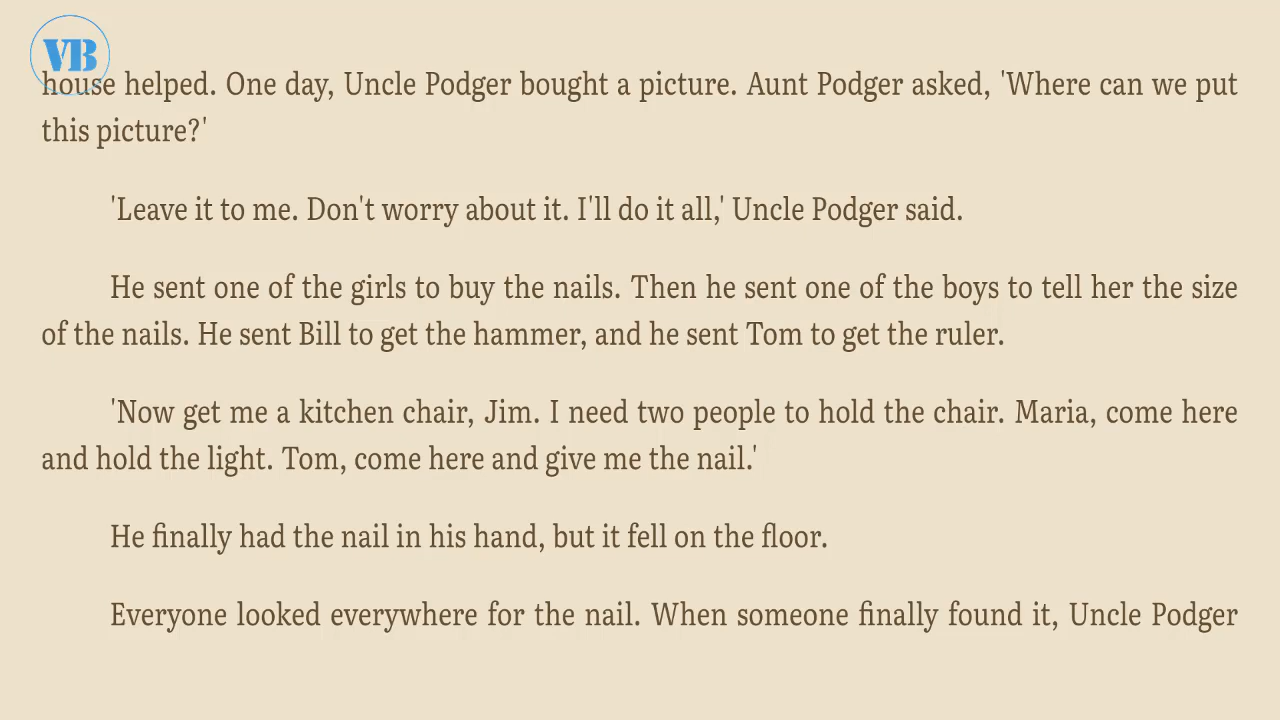 VB
house helped. One day, Uncle Podger bought a picture. Aunt Podger asked, 'Where can we put
this picture?'
'Leave it to me. Don't worry about it. I'll do it all,' Uncle Podger said.
He sent one of the girls to buy the nails. Then he sent one of the boys to tell her the size
of the nails. He sent Bill to get the hammer, and he sent Tom to get the ruler.
'Now get me a kitchen chair, Jim. I need two people to hold the chair. Maria, come here
and hold the light. Tom, come here and give me the nail.'
He finally had the nail in his hand, but it fell on the floor.
Everyone looked everywhere for the nail. When someone finally found it, Uncle Podger